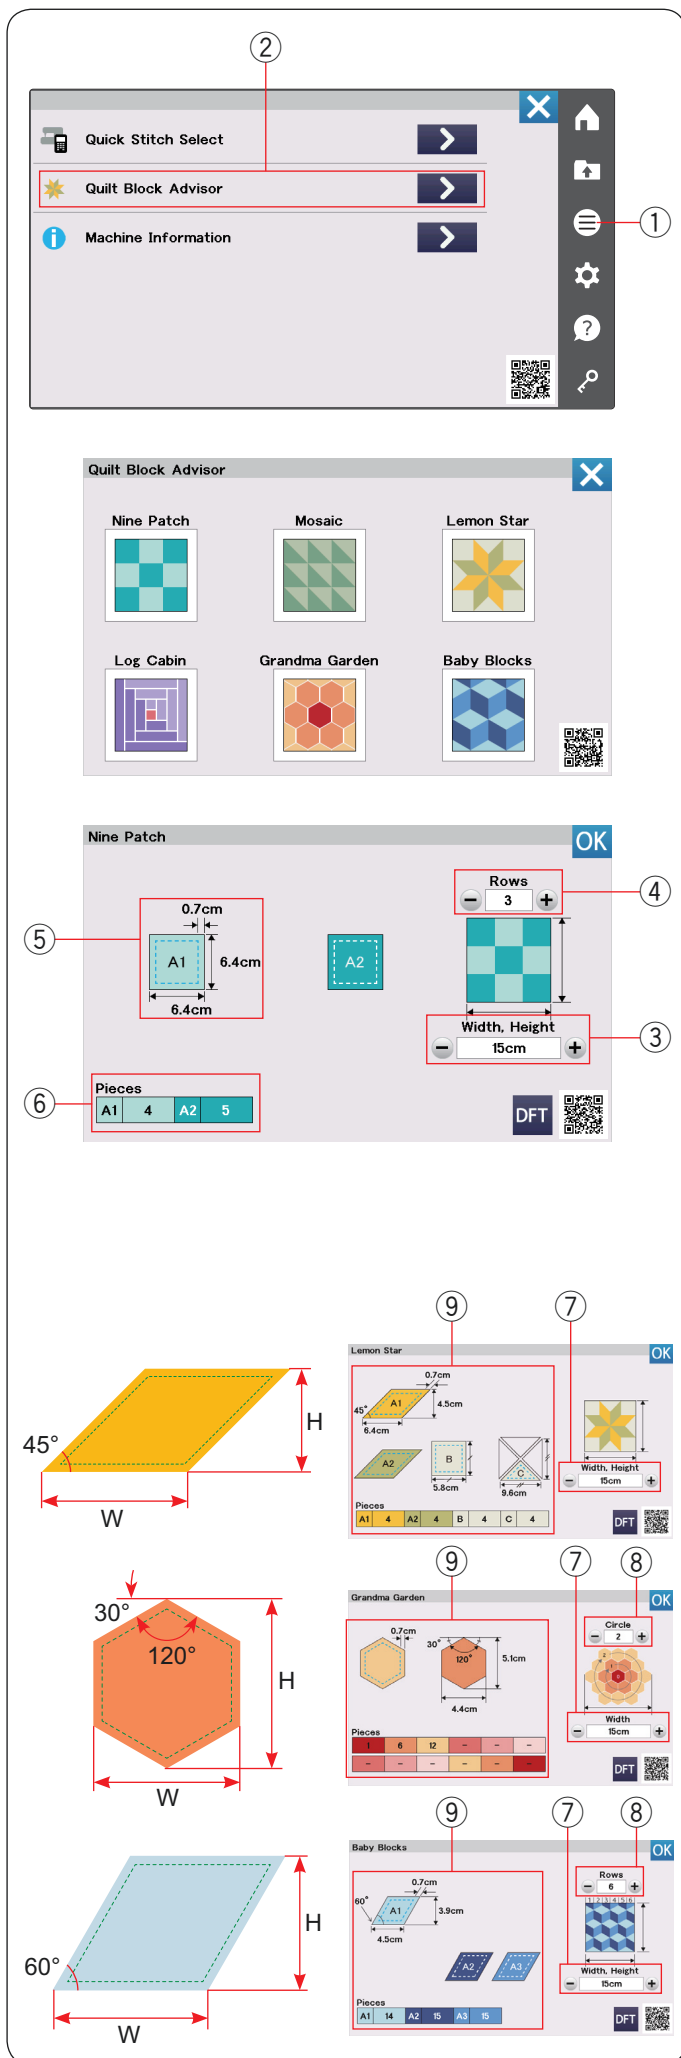 ②
Quick Stitch Select
Quilt Block Advisor
①
Machine Information
?
Quilt Block Advisor
Nine Patch Mosaic Lemon Star
Log Cabin Grandma Garden Baby Blocks
Nine Patch OK
Rows ④
3
⑤ 0.7cm
A1 6.4cm A2
6.4cm
Width, Height ③
15cm
⑥ Pieces
A1 4 A2 5
DFT
⑨ ⑦
Lemon Star OK
0.7cm
A1 4.5cm
45°
6.4cm
A2 B C
5.8cm 9.6cm
Width, Height
15cm
Pieces
A1 4 A2 4 B 4 C 4
DFT
45° H
W
⑨ ⑦ ⑧
Grandma Garden OK
0.7cm
30°
120°
5.1cm
4.4cm
Circle
2
Width
15cm
Pieces
1 6 12 - - -
- - - - - -
DFT
30°
120°
H
W
⑨ ⑦ ⑧
Baby Blocks OK
0.7cm
60° A1 3.9cm
4.5cm
A2 A3
Rows
6
1 2 3 4 5 6
Width, Height
15cm
Pieces
A1 14 A2 15 A3 15
DFT
60° H
W